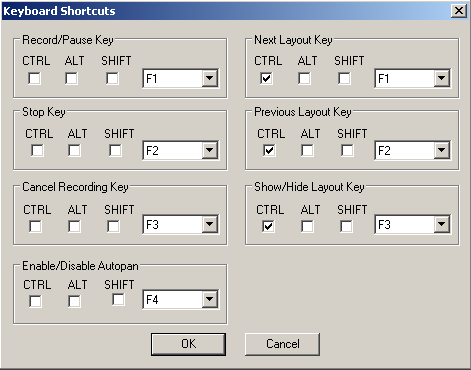 Keyboard Shortcuts
Record/Pause Key
CTRL ALT SHIFT
F1
Next Layout Key
CTRL ALT SHIFT
F1
Stop Key
CTRL ALT SHIFT
F2
Previous Layout Key
CTRL ALT SHIFT
F2
Cancel Recording Key
CTRL ALT SHIFT
F3
Show/Hide Layout Key
CTRL ALT SHIFT
F3
Enable/Disable Autopan
CTRL ALT SHIFT
F4
OK Cancel